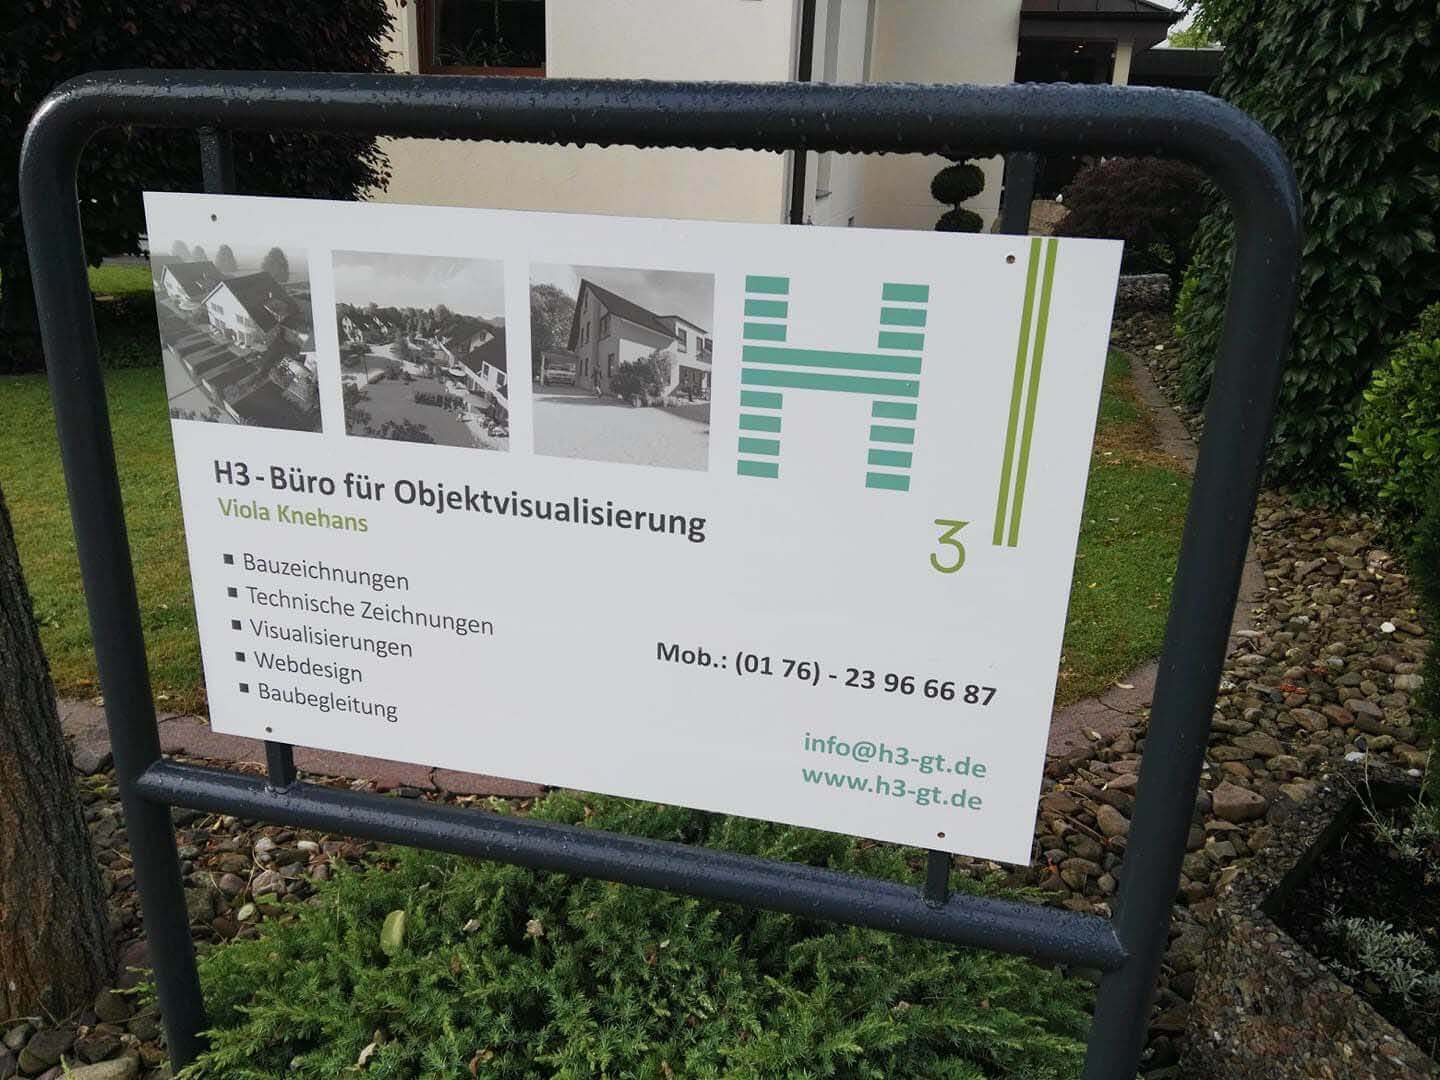 H
3
H3 - Büro für Objektvisualisierung
Viola Knehans
▪ Bauzeichnungen
▪ Technische Zeichnungen
▪ Visualisierungen
▪ Webdesign
▪ Baubegleitung
Mob.: (01 76) - 23 96 66 87
info@h3-gt.de
www.h3-gt.de